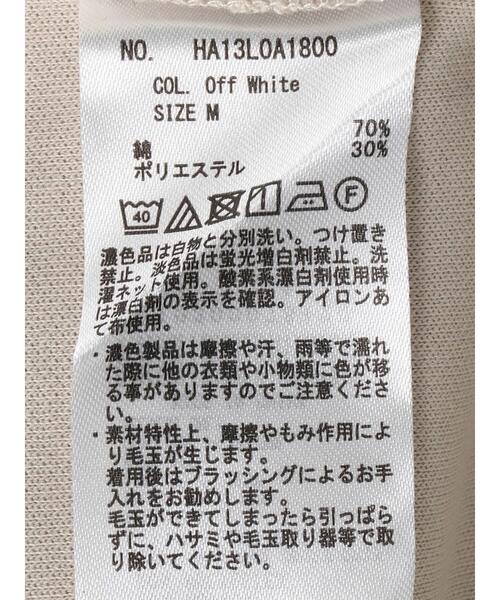 NO. HA13L0A1800
COL. Off White
SIZE M
綿 70%
ポリエステル 30%
40 F
濃色品は白物と分別洗い。つけ置き
禁止。淡色品は蛍光増白剤禁止。洗
濯ネット使用。酸素系漂白剤使用時
は漂白剤の表示を確認。アイロンあ
て布使用。
・濃色製品は摩擦や汗、雨等で濡れ
た際に他の衣類や小物類に色が移
る事がありますのでご注意くださ
い。
・素材特性上、摩擦やもみ作用によ
り毛玉が生じます。
着用後はブラッシングによるお手
入れをお勧めします。
毛玉ができてしまったら引っぱら
ずに、ハサミや毛玉取り器等で取
り除いてください。